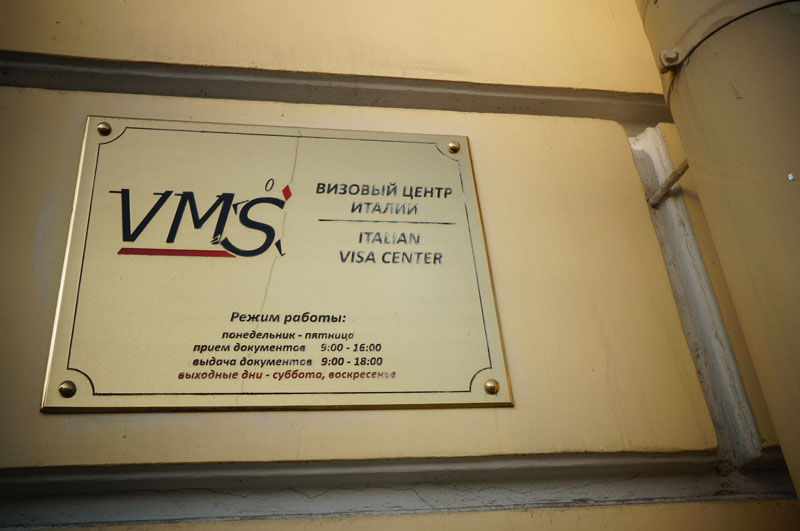 VMS
ВИЗОВЫЙ ЦЕНТР
ИТАЛИИ
ITALIAN
VISA CENTER
Режим работы:
понедельник - пятница
прием документов 9:00 - 16:00
выдача документов 9:00 - 18:00
выходные дни - суббота, воскресенье